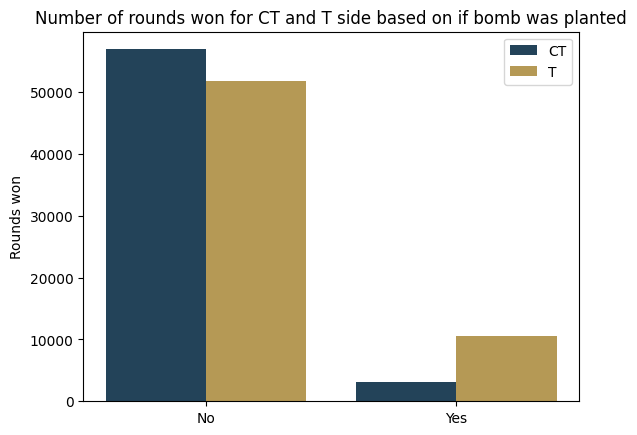 Number of rounds won for CT and T side based on if bomb was planted
CT
T
50000
40000
30000
20000
10000
0
Rounds won
No
Yes